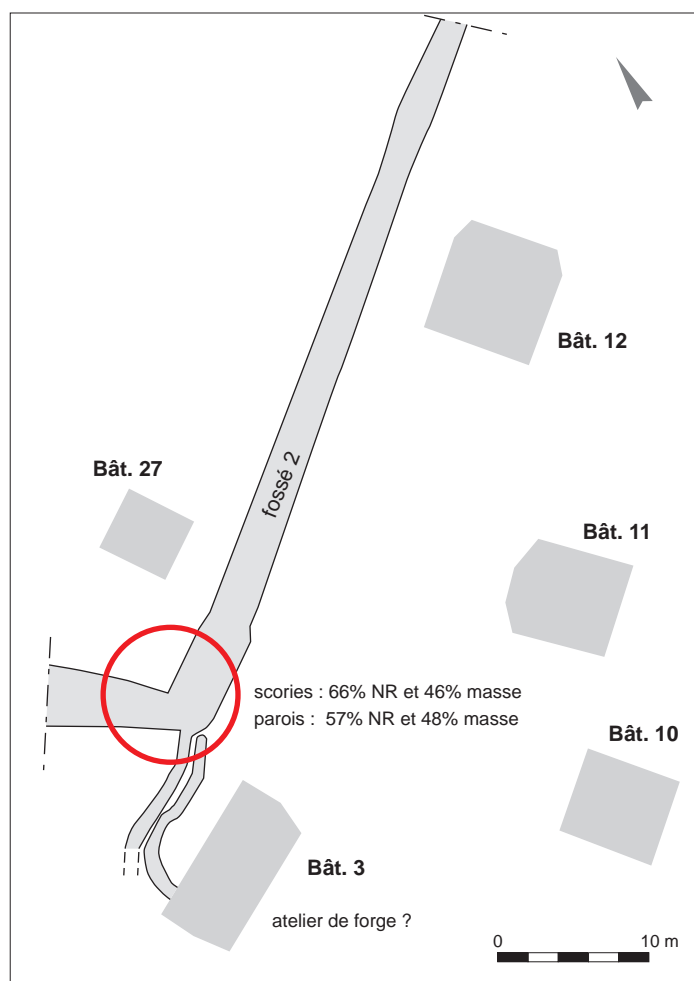 Bât. 12
fossé 2
Bât. 27
Bât. 11
scories : 66% NR et 46% masse
parois : 57% NR et 48% masse
Bât. 10
Bât. 3
atelier de forge ?
0 10 m